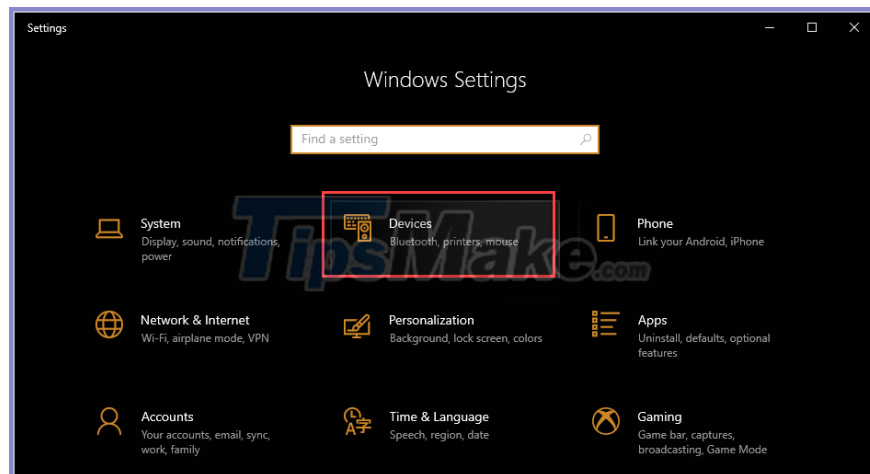 Settings
Windows Settings
Find a setting
System
Display, sound, notifications,
power
Devices
Bluetooth, printers, mouse
Phone
Link your Android, iPhone
TipsMake.com
Network & Internet
Wi-Fi, airplane mode, VPN
Personalization
Background, lock screen, colors
Apps
Uninstall, defaults, optional
features
Accounts
Your accounts, email, sync,
work, family
Time & Language
Speech, region, date
Gaming
Game bar, captures,
broadcasting, Game Mode